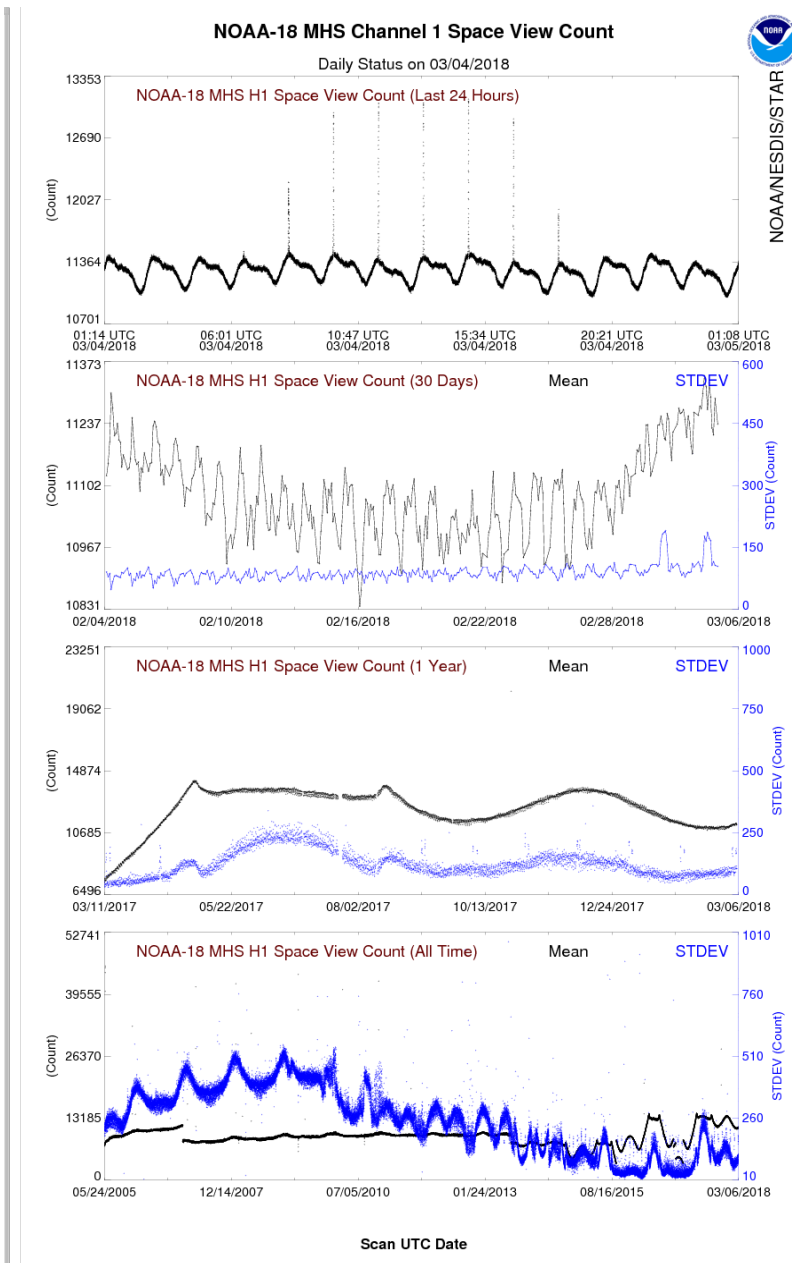 NOAA-18 MHS Channel 1 Space View Count
Daily Status on 03/04/2018
NOAA
NOAA/NESDIS/STAR
NOAA-18 MHS H1 Space View Count (Last 24 Hours)
(Count)
13353
12690
12027
11364
10701
01:14 UTC 06:01 UTC 10:47 UTC 15:34 UTC 20:21 UTC 01:08 UTC
03/04/2018 03/04/2018 03/04/2018 03/04/2018 03/04/2018 03/05/2018
NOAA-18 MHS H1 Space View Count (30 Days) Mean STDEV
(Count)
11373
11237
11102
10967
10831
600
450
300
150
0
STDEV (Count)
02/04/2018 02/10/2018 02/16/2018 02/22/2018 02/28/2018 03/06/2018
NOAA-18 MHS H1 Space View Count (1 Year) Mean STDEV
(Count)
23251
19062
14874
10685
6496
1000
750
500
250
0
STDEV (Count)
03/11/2017 05/22/2017 08/02/2017 10/13/2017 12/24/2017 03/06/2018
NOAA-18 MHS H1 Space View Count (All Time) Mean STDEV
(Count)
52741
39555
26370
13185
0
1010
760
510
260
10
STDEV (Count)
05/24/2005 12/14/2007 07/05/2010 01/24/2013 08/16/2015 03/06/2018
Scan UTC Date